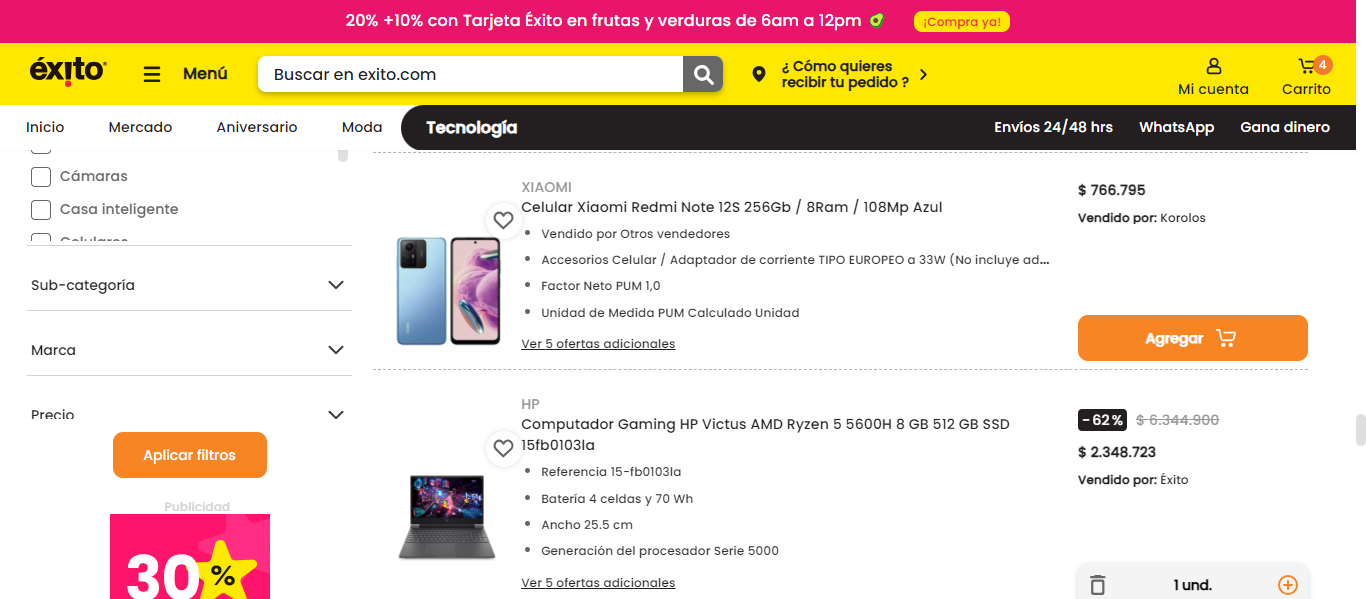 20% +10% con Tarjeta Éxito en frutas y verduras de 6am a 12pm
¡Compra ya!
éxito
Menú
Buscar en exito.com
¿ Cómo quieres
recibir tu pedido ?
Mi cuenta
4
Carrito
Inicio
Mercado
Aniversario
Moda
Tecnología
Envíos 24/48 hrs
WhatsApp
Gana dinero
Cámaras
Casa inteligente
Celulares
Sub-categoría
Marca
Precio
Aplicar filtros
Publicidad
30 %
XIAOMI
Celular Xiaomi Redmi Note 12S 256Gb / 8Ram / 108Mp Azul
Vendido por Otros vendedores
Accesorios Celular / Adaptador de corriente TIPO EUROPEO a 33W (No incluye ad...
Factor Neto PUM 1,0
Unidad de Medida PUM Calculado Unidad
Ver 5 ofertas adicionales
$ 766.795
Vendido por: Korolos
Agregar
HP
Computador Gaming HP Victus AMD Ryzen 5 5600H 8 GB 512 GB SSD
15fb0103la
Referencia 15-fb0103la
Batería 4 celdas y 70 Wh
Ancho 25.5 cm
Generación del procesador Serie 5000
Ver 5 ofertas adicionales
-62% $ 6.344.900
$ 2.348.723
Vendido por: Éxito
1 und.